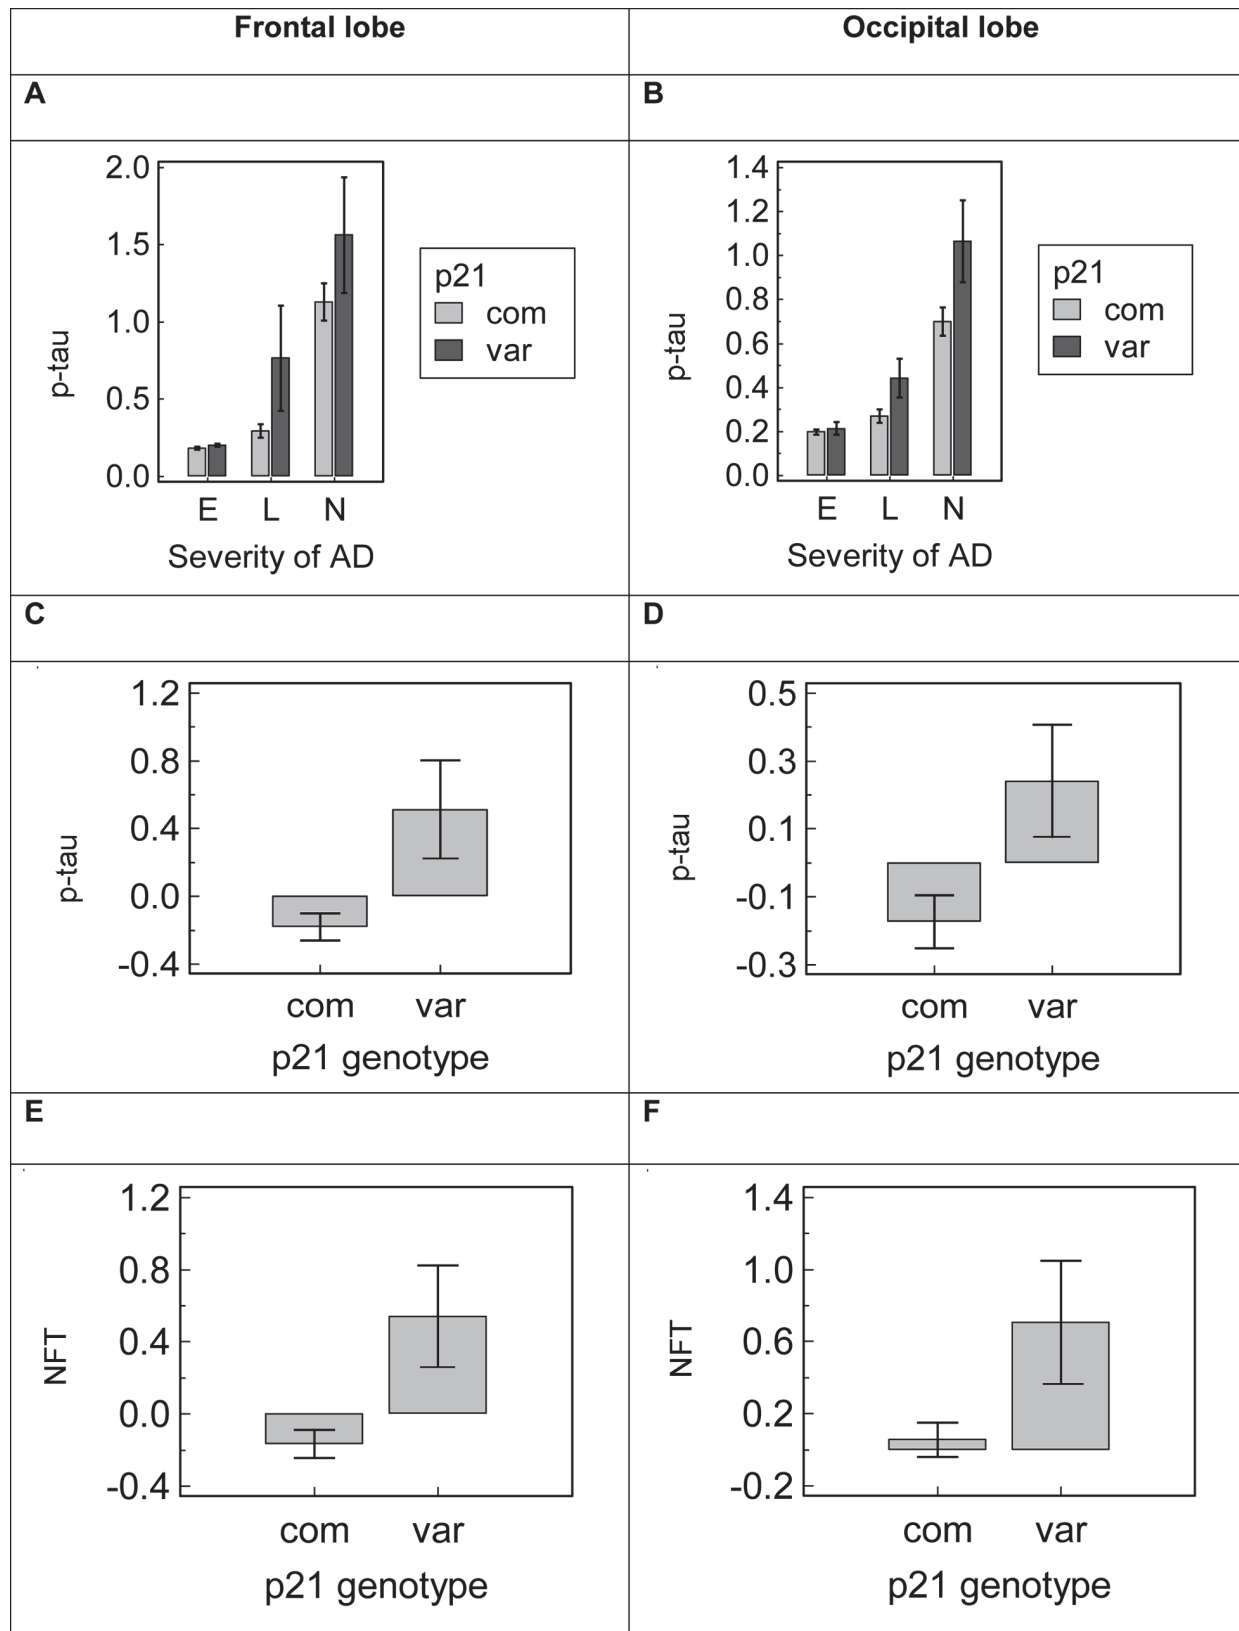 Frontal lobe
Occipital lobe
A
B
2.0
1.5
1.0
0.5
0.0
p-tau
E L N
Severity of AD
p21
com
var
1.4
1.2
1.0
0.8
0.6
0.4
0.2
0.0
p-tau
E L N
Severity of AD
p21
com
var
C
D
1.2
0.8
0.4
0.0
-0.4
p-tau
com var
p21 genotype
0.5
0.3
0.1
-0.1
-0.3
p-tau
com var
p21 genotype
E
F
1.2
0.8
0.4
0.0
-0.4
NFT
com var
p21 genotype
1.4
1.0
0.6
0.2
-0.2
NFT
com var
p21 genotype